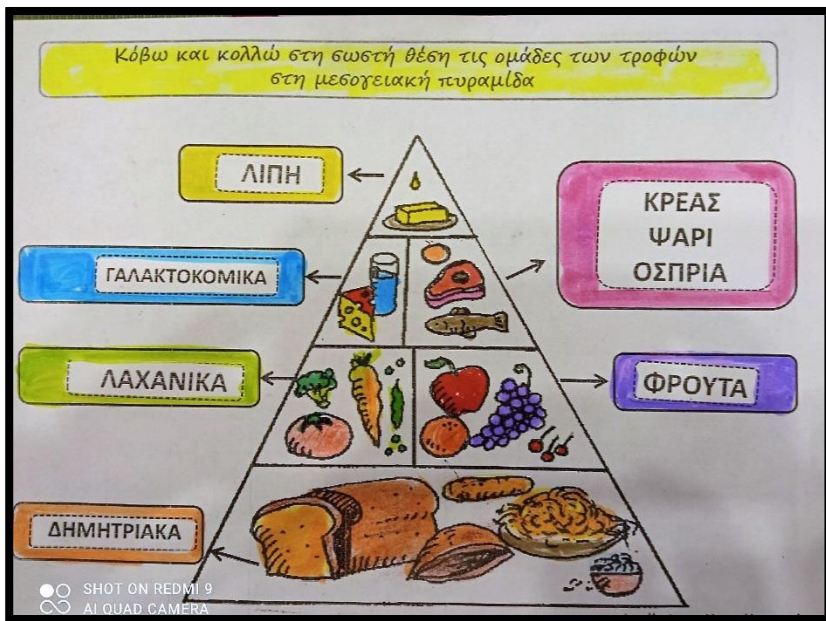 Κόβω και κολλώ στη σωστή θέση τις ομάδες των τροφών
στη μεσογειακή πυραμίδα
ΛΙΠΗ
ΚΡΕΑΣ
ΨΑΡΙ
ΟΣΠΡΙΑ
ΓΑΛΑΚΤΟΚΟΜΙΚΑ
ΛΑΧΑΝΙΚΑ
ΦΡΟΥΤΑ
ΔΗΜΗΤΡΙΑΚΑ
SHOT ON REDMI 9
AI QUAD CAMERA